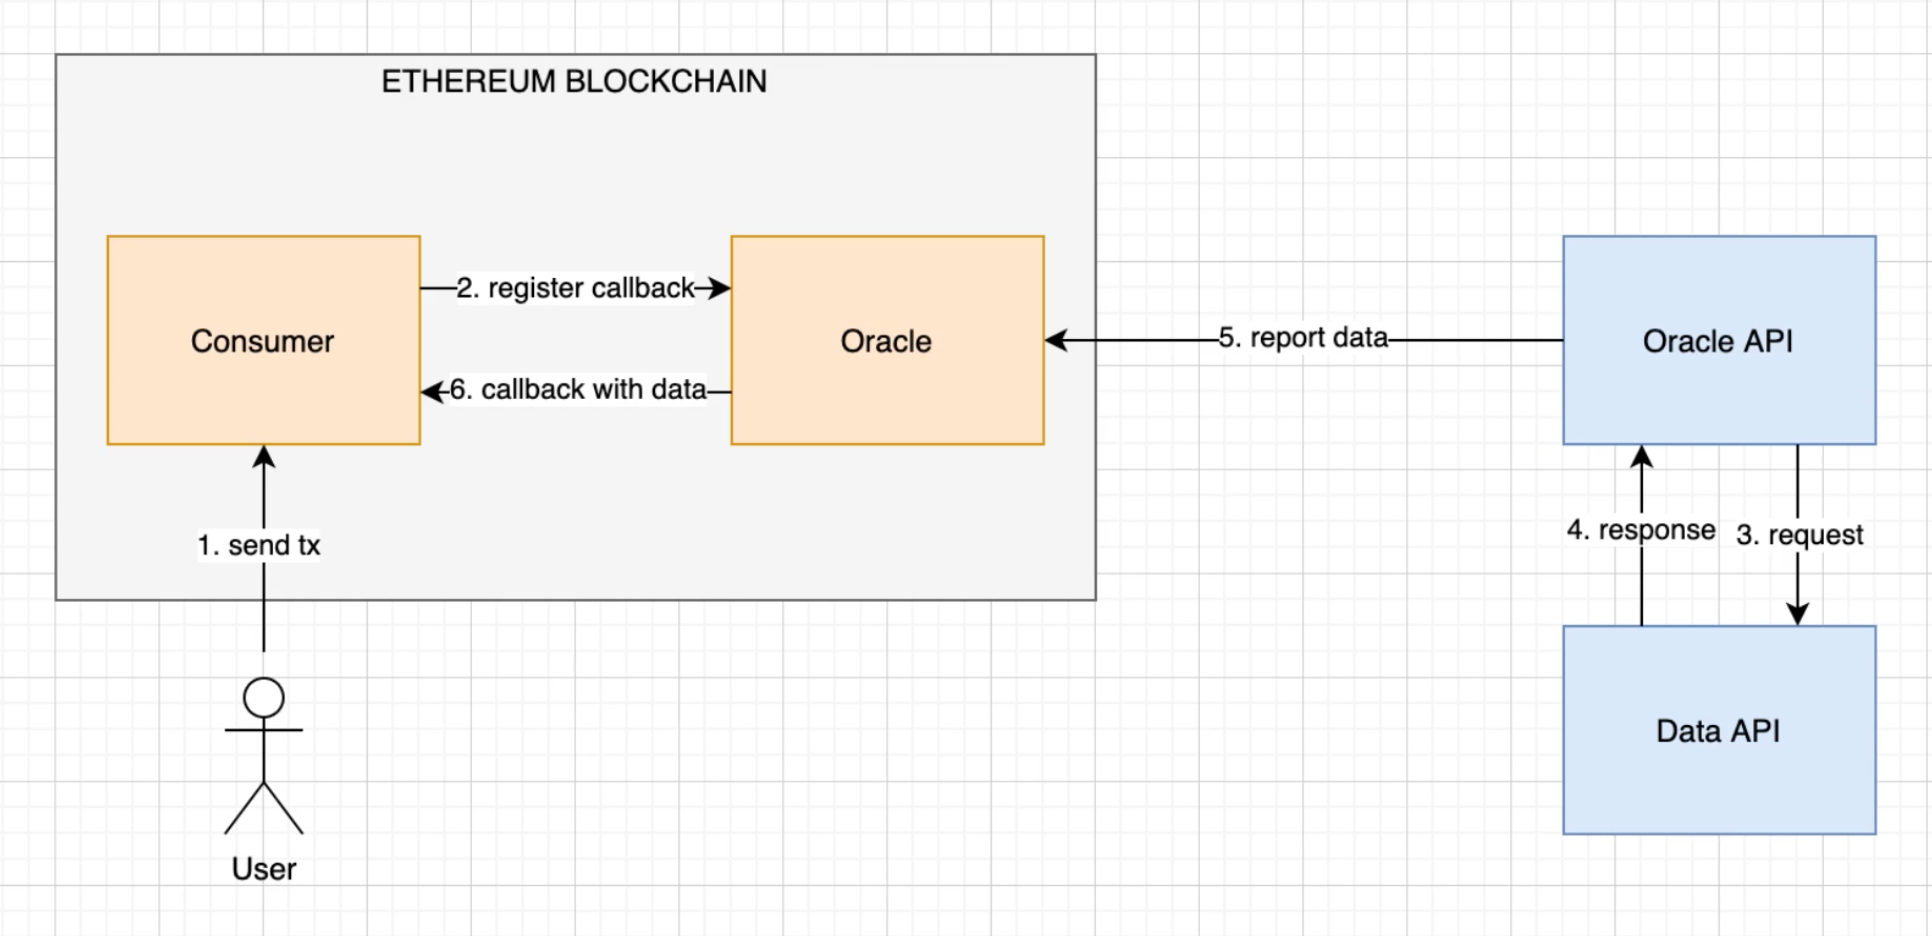 ETHEREUM BLOCKCHAIN
2. register callback
Consumer
Oracle
5. report data
Oracle API
6. callback with data
1. send tx
4. response
3. request
Data API
User